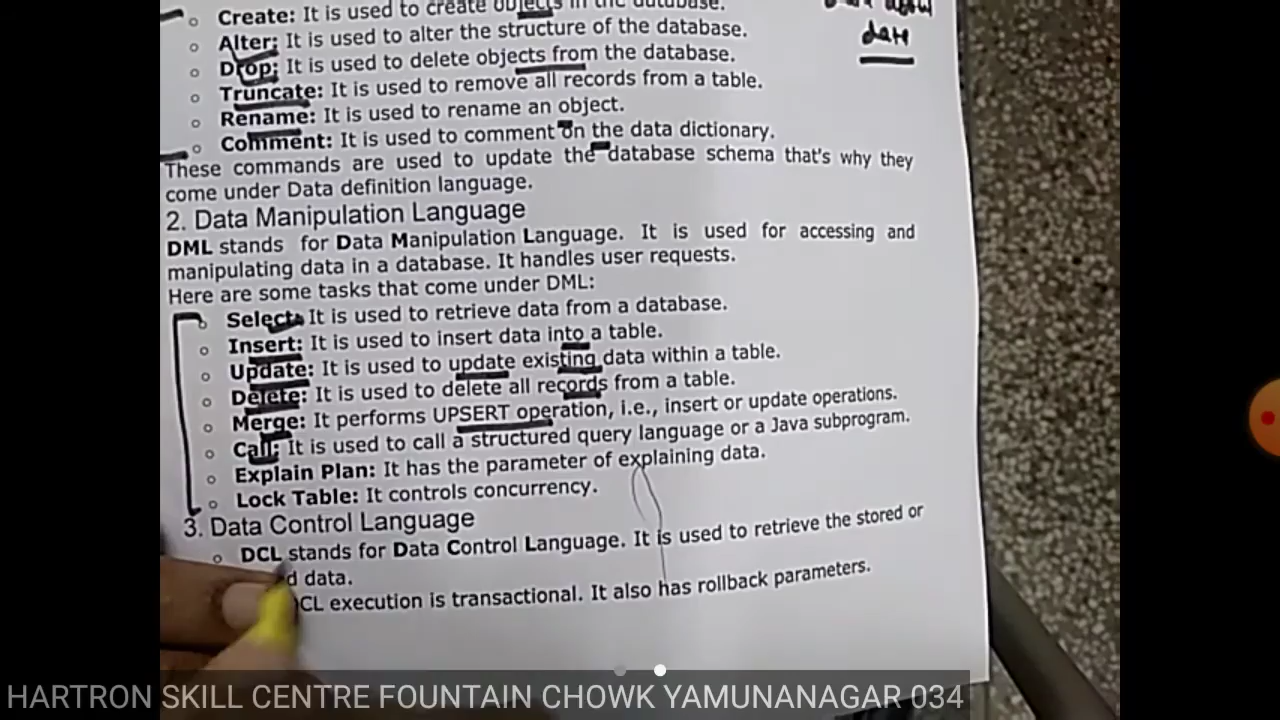 Create: It is used to create objects in the database.
Alter: It is used to alter the structure of the database.
Drop: It is used to delete objects from the database.
Truncate: It is used to remove all records from a table.
Rename: It is used to rename an object.
Comment: It is used to comment on the data dictionary.
These commands are used to update the database schema that's why they
come under Data definition language.
2. Data Manipulation Language
DML stands for Data Manipulation Language. It is used for accessing and
manipulating data in a database. It handles user requests.
Here are some tasks that come under DML:
Select: It is used to retrieve data from a database.
Insert: It is used to insert data into a table.
Update: It is used to update existing data within a table.
Delete: It is used to delete all records from a table.
Merge: It performs UPSERT operation, i.e., insert or update operations.
Call: It is used to call a structured query language or a Java subprogram.
Explain Plan: It has the parameter of explaining data.
Lock Table: It controls concurrency.
3. Data Control Language
DCL stands for Data Control Language. It is used to retrieve the stored or
d data.
CL execution is transactional. It also has rollback parameters.
date
HARTRON SKILL CENTRE FOUNTAIN CHOWK YAMUNANAGAR 034